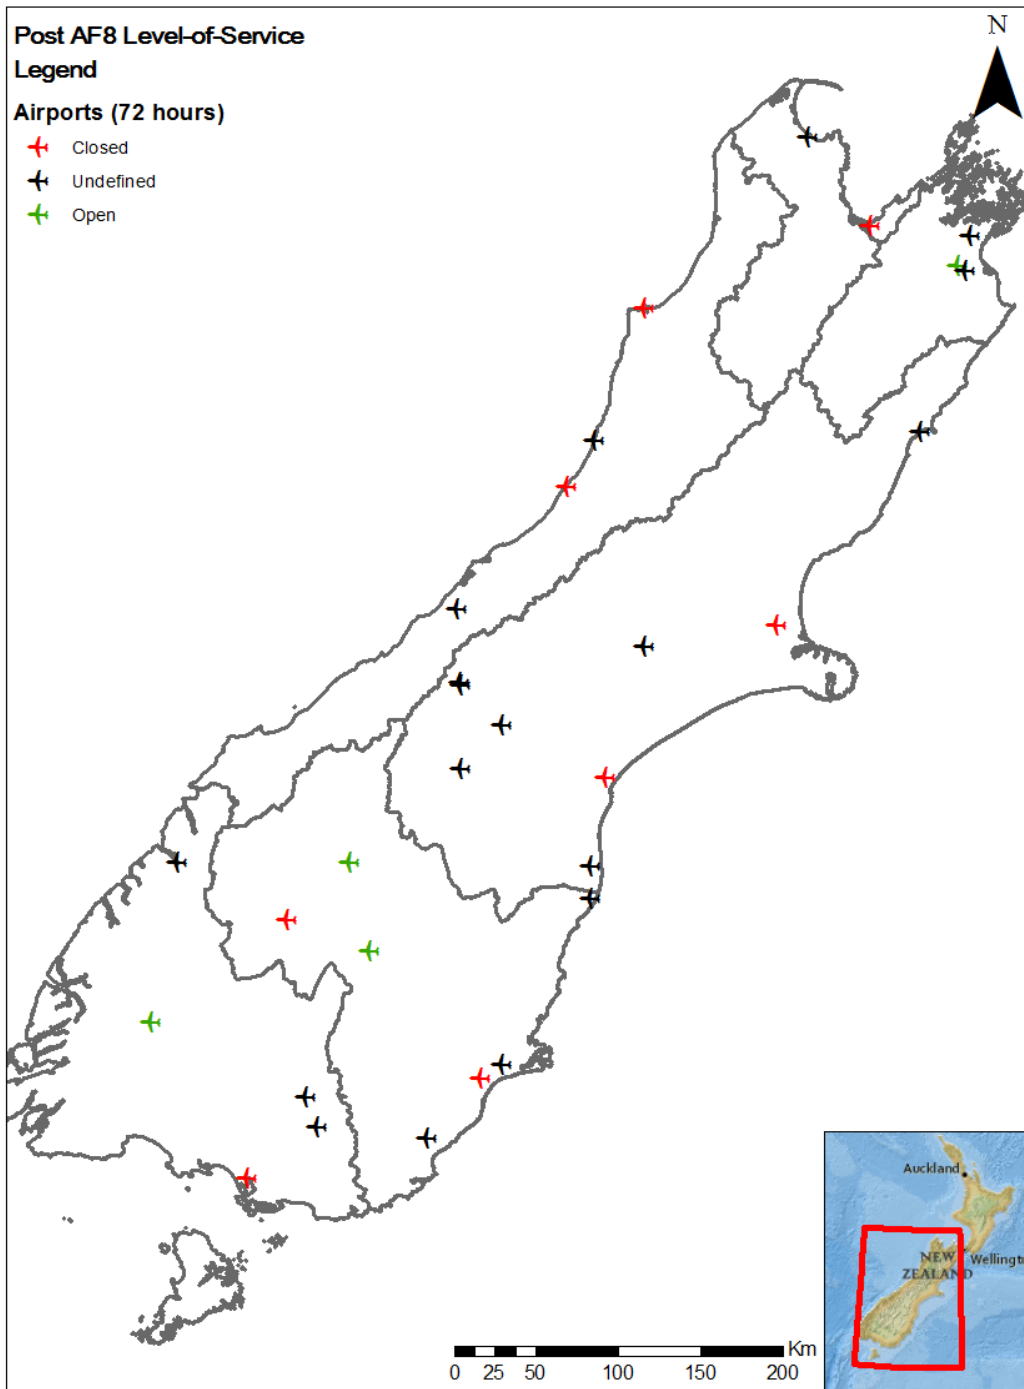 Post AF8 Level-of-Service
Legend
Airports (72 hours)
Closed
Undefined
Open
N
Auckland
NEW
ZEALAND
Km
0 25 50 100 150 200